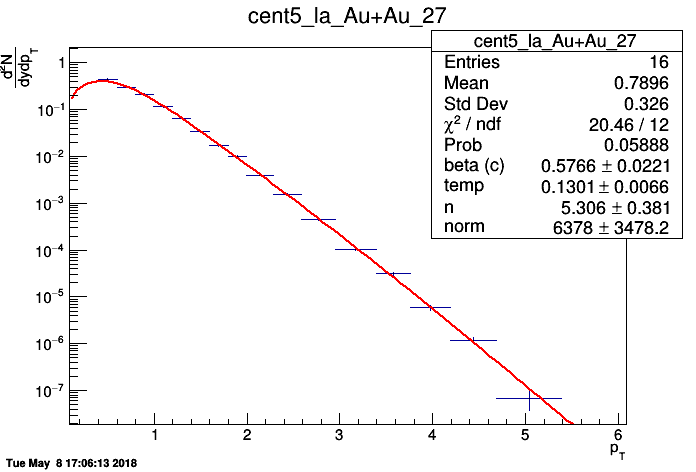 cent5_la_Au+Au_27
d²N
dydp_T
cent5_la_Au+Au_27
Entries 16
Mean 0.7896
Std Dev 0.326
χ² / ndf 20.46 / 12
Prob 0.05888
beta (c) 0.5766 ± 0.0221
temp 0.1301 ± 0.0066
n 5.306 ± 0.381
norm 6378 ± 3478.2
1
10⁻¹
10⁻²
10⁻³
10⁻⁴
10⁻⁵
10⁻⁶
10⁻⁷
1 2 3 4 5 6
p_T
Tue May 8 17:06:13 2018